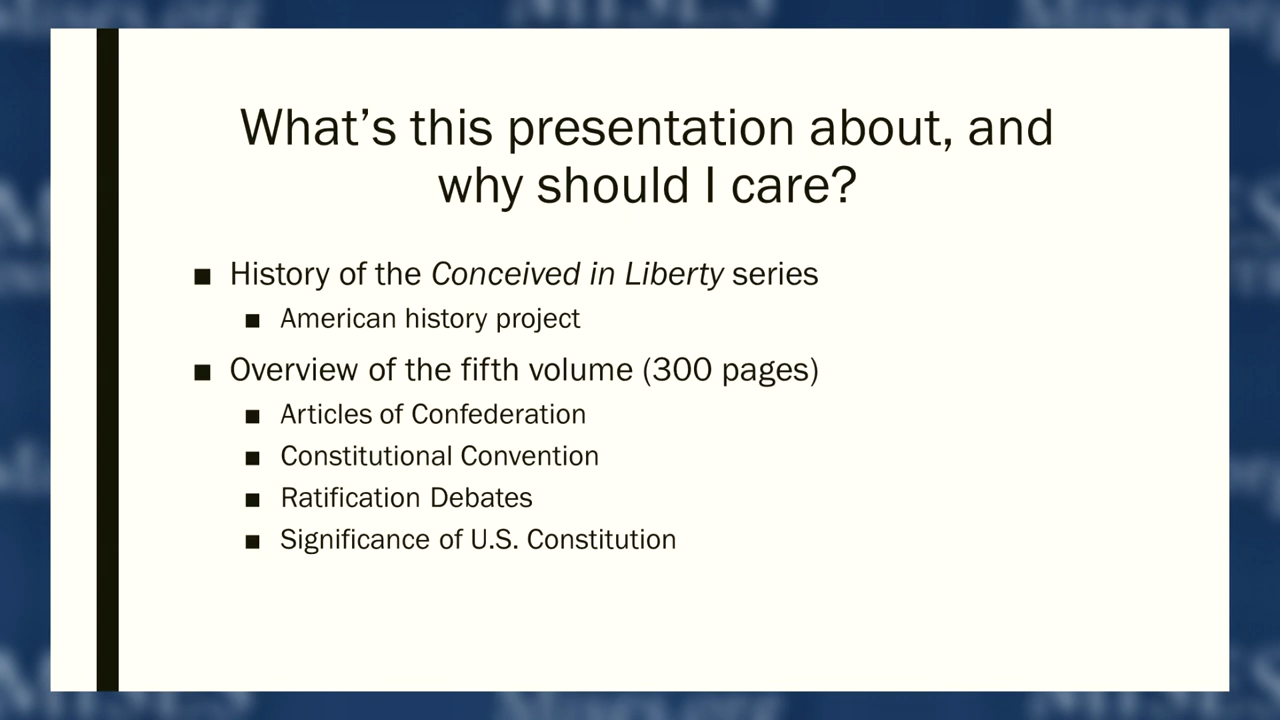 What’s this presentation about, and
why should I care?
■ History of the Conceived in Liberty series
■ American history project
■ Overview of the fifth volume (300 pages)
■ Articles of Confederation
■ Constitutional Convention
■ Ratification Debates
■ Significance of U.S. Constitution